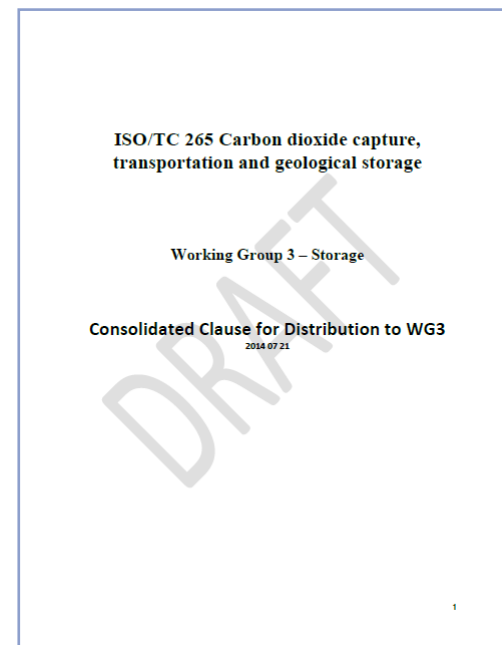 ISO/TC 265 Carbon dioxide capture,
transportation and geological storage
Working Group 3 – Storage
DRAFT
Consolidated Clause for Distribution to WG3
2014 07 21
1